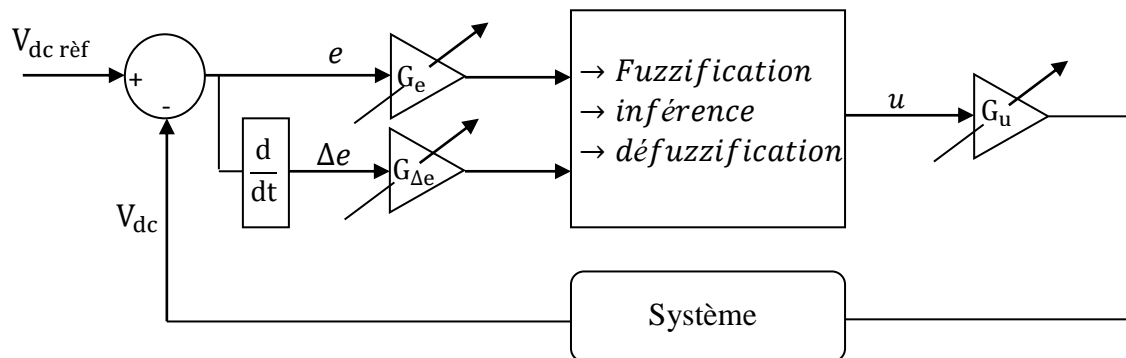 V_dc rèf
+
-
e
G_e
→ Fuzzification
→ inférence
→ défuzzification
u
G_u
d
dt
Δe
G_Δe
V_dc
Système